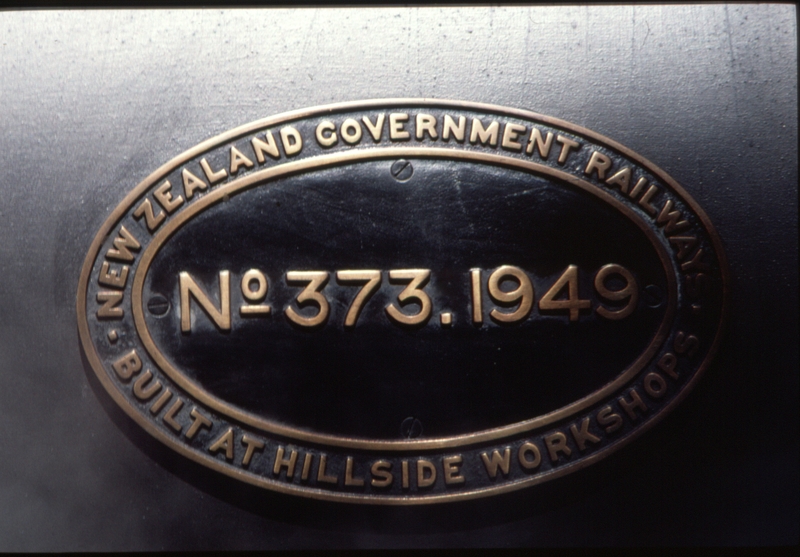 NEW ZEALAND GOVERNMENT RAILWAYS
Nº 373. 1949
· BUILT AT HILLSIDE WORKSHOPS ·